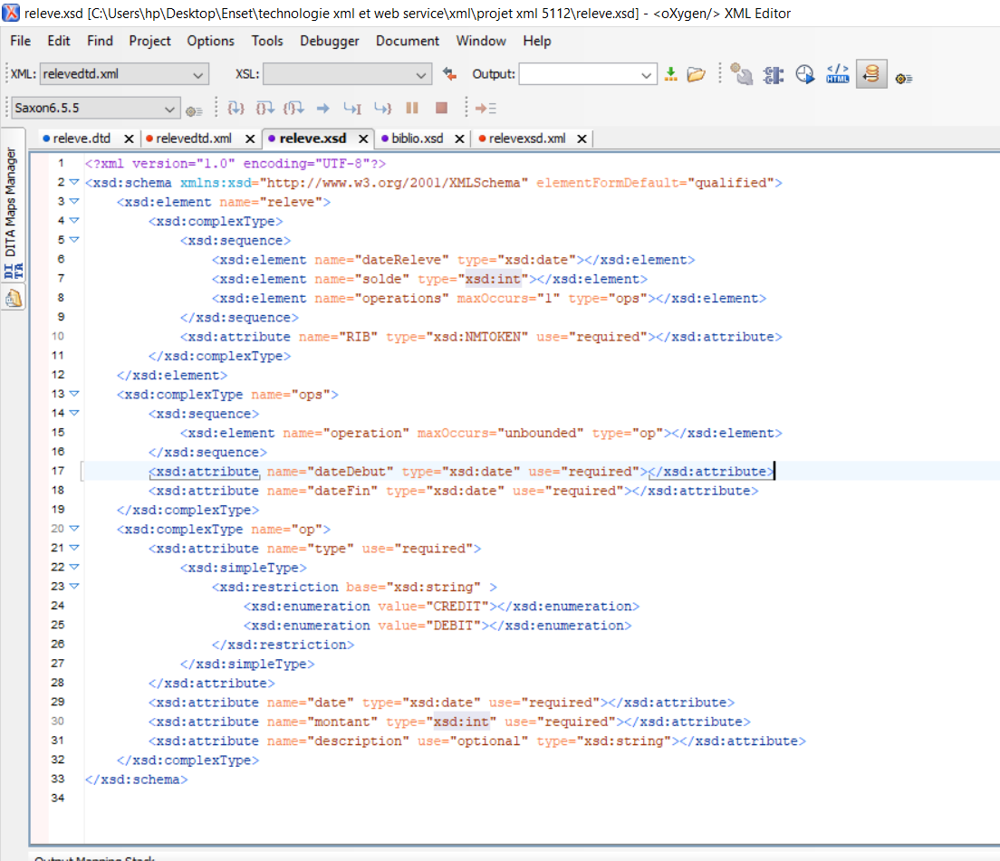 releve.xsd [C:\Users\hp\Desktop\Enset\technologie xml et web service\xml\projet xml 5112\releve.xsd] - <oXygen/> XML Editor
File Edit Find Project Options Tools Debugger Document Window Help
XML: relevedtd.xml XSL: Output:
Saxon6.5.5
releve.dtd relevedtd.xml releve.xsd biblio.xsd relevexsd.xml
DITA Maps Manager
1 <?xml version="1.0" encoding="UTF-8"?>
2 <xsd:schema xmlns:xsd="http://www.w3.org/2001/XMLSchema" elementFormDefault="qualified">
3     <xsd:element name="releve">
4         <xsd:complexType>
5             <xsd:sequence>
6                 <xsd:element name="dateReleve" type="xsd:date"></xsd:element>
7                 <xsd:element name="solde" type="xsd:int"></xsd:element>
8                 <xsd:element name="operations" maxOccurs="1" type="ops"></xsd:element>
9             </xsd:sequence>
10             <xsd:attribute name="RIB" type="xsd:NMTOKEN" use="required"></xsd:attribute>
11         </xsd:complexType>
12     </xsd:element>
13     <xsd:complexType name="ops">
14         <xsd:sequence>
15             <xsd:element name="operation" maxOccurs="unbounded" type="op"></xsd:element>
16         </xsd:sequence>
17         <xsd:attribute name="dateDebut" type="xsd:date" use="required"></xsd:attribute>
18         <xsd:attribute name="dateFin" type="xsd:date" use="required"></xsd:attribute>
19     </xsd:complexType>
20     <xsd:complexType name="op">
21         <xsd:attribute name="type" use="required">
22             <xsd:simpleType>
23                 <xsd:restriction base="xsd:string" >
24                     <xsd:enumeration value="CREDIT"></xsd:enumeration>
25                     <xsd:enumeration value="DEBIT"></xsd:enumeration>
26                 </xsd:restriction>
27             </xsd:simpleType>
28         </xsd:attribute>
29         <xsd:attribute name="date" type="xsd:date" use="required"></xsd:attribute>
30         <xsd:attribute name="montant" type="xsd:int" use="required"></xsd:attribute>
31         <xsd:attribute name="description" use="optional" type="xsd:string"></xsd:attribute>
32     </xsd:complexType>
33 </xsd:schema>
34
Output Mapping Stack